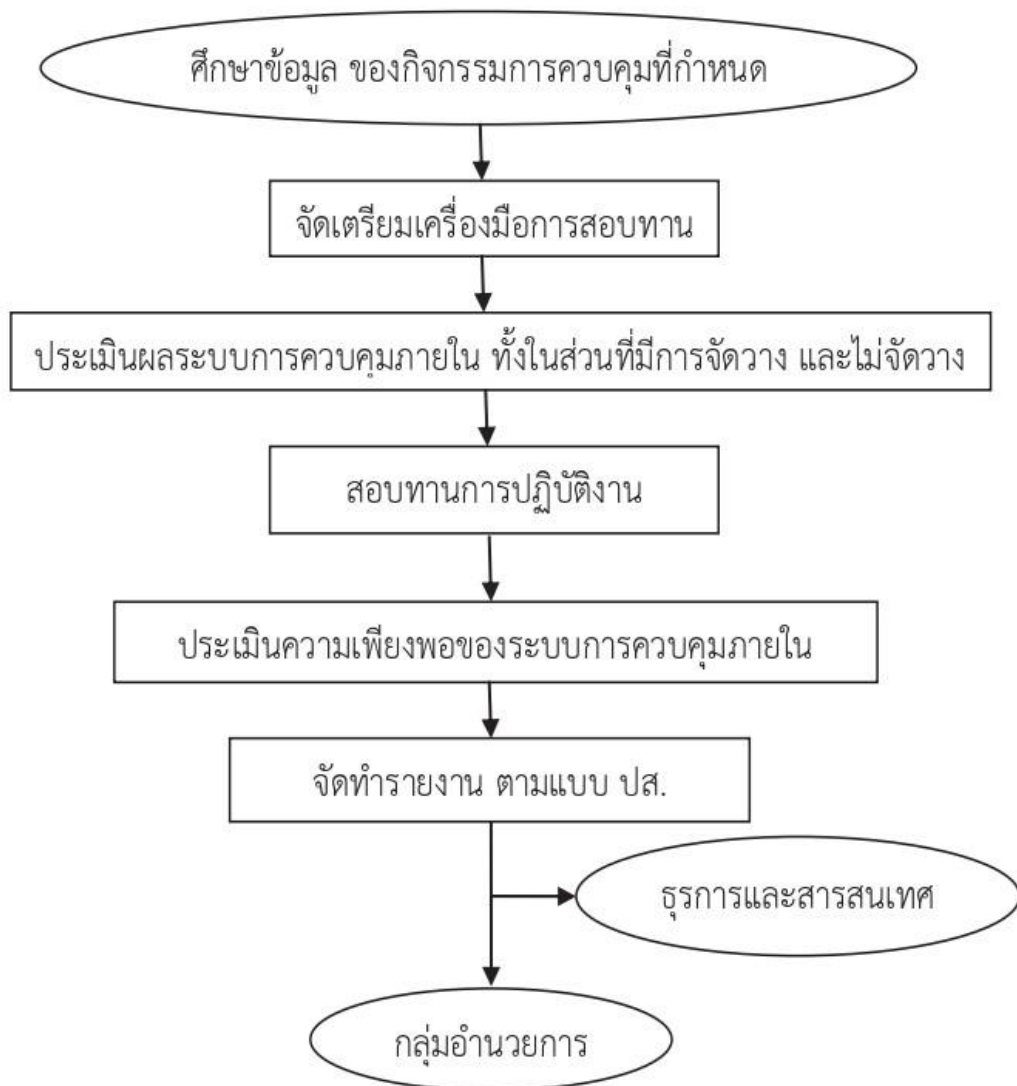 ศึกษาข้อมูล ของกิจกรรมการควบคุมที่กำหนด
จัดเตรียมเครื่องมือการสอบทาน
ประเมินผลระบบการควบคุมภายใน ทั้งในส่วนที่มีการจัดวาง และไม่จัดวาง
สอบทานการปฏิบัติงาน
ประเมินความเพียงพอของระบบการควบคุมภายใน
จัดทำรายงาน ตามแบบ ปส.
ธุรการและสารสนเทศ
กลุ่มอำนวยการ